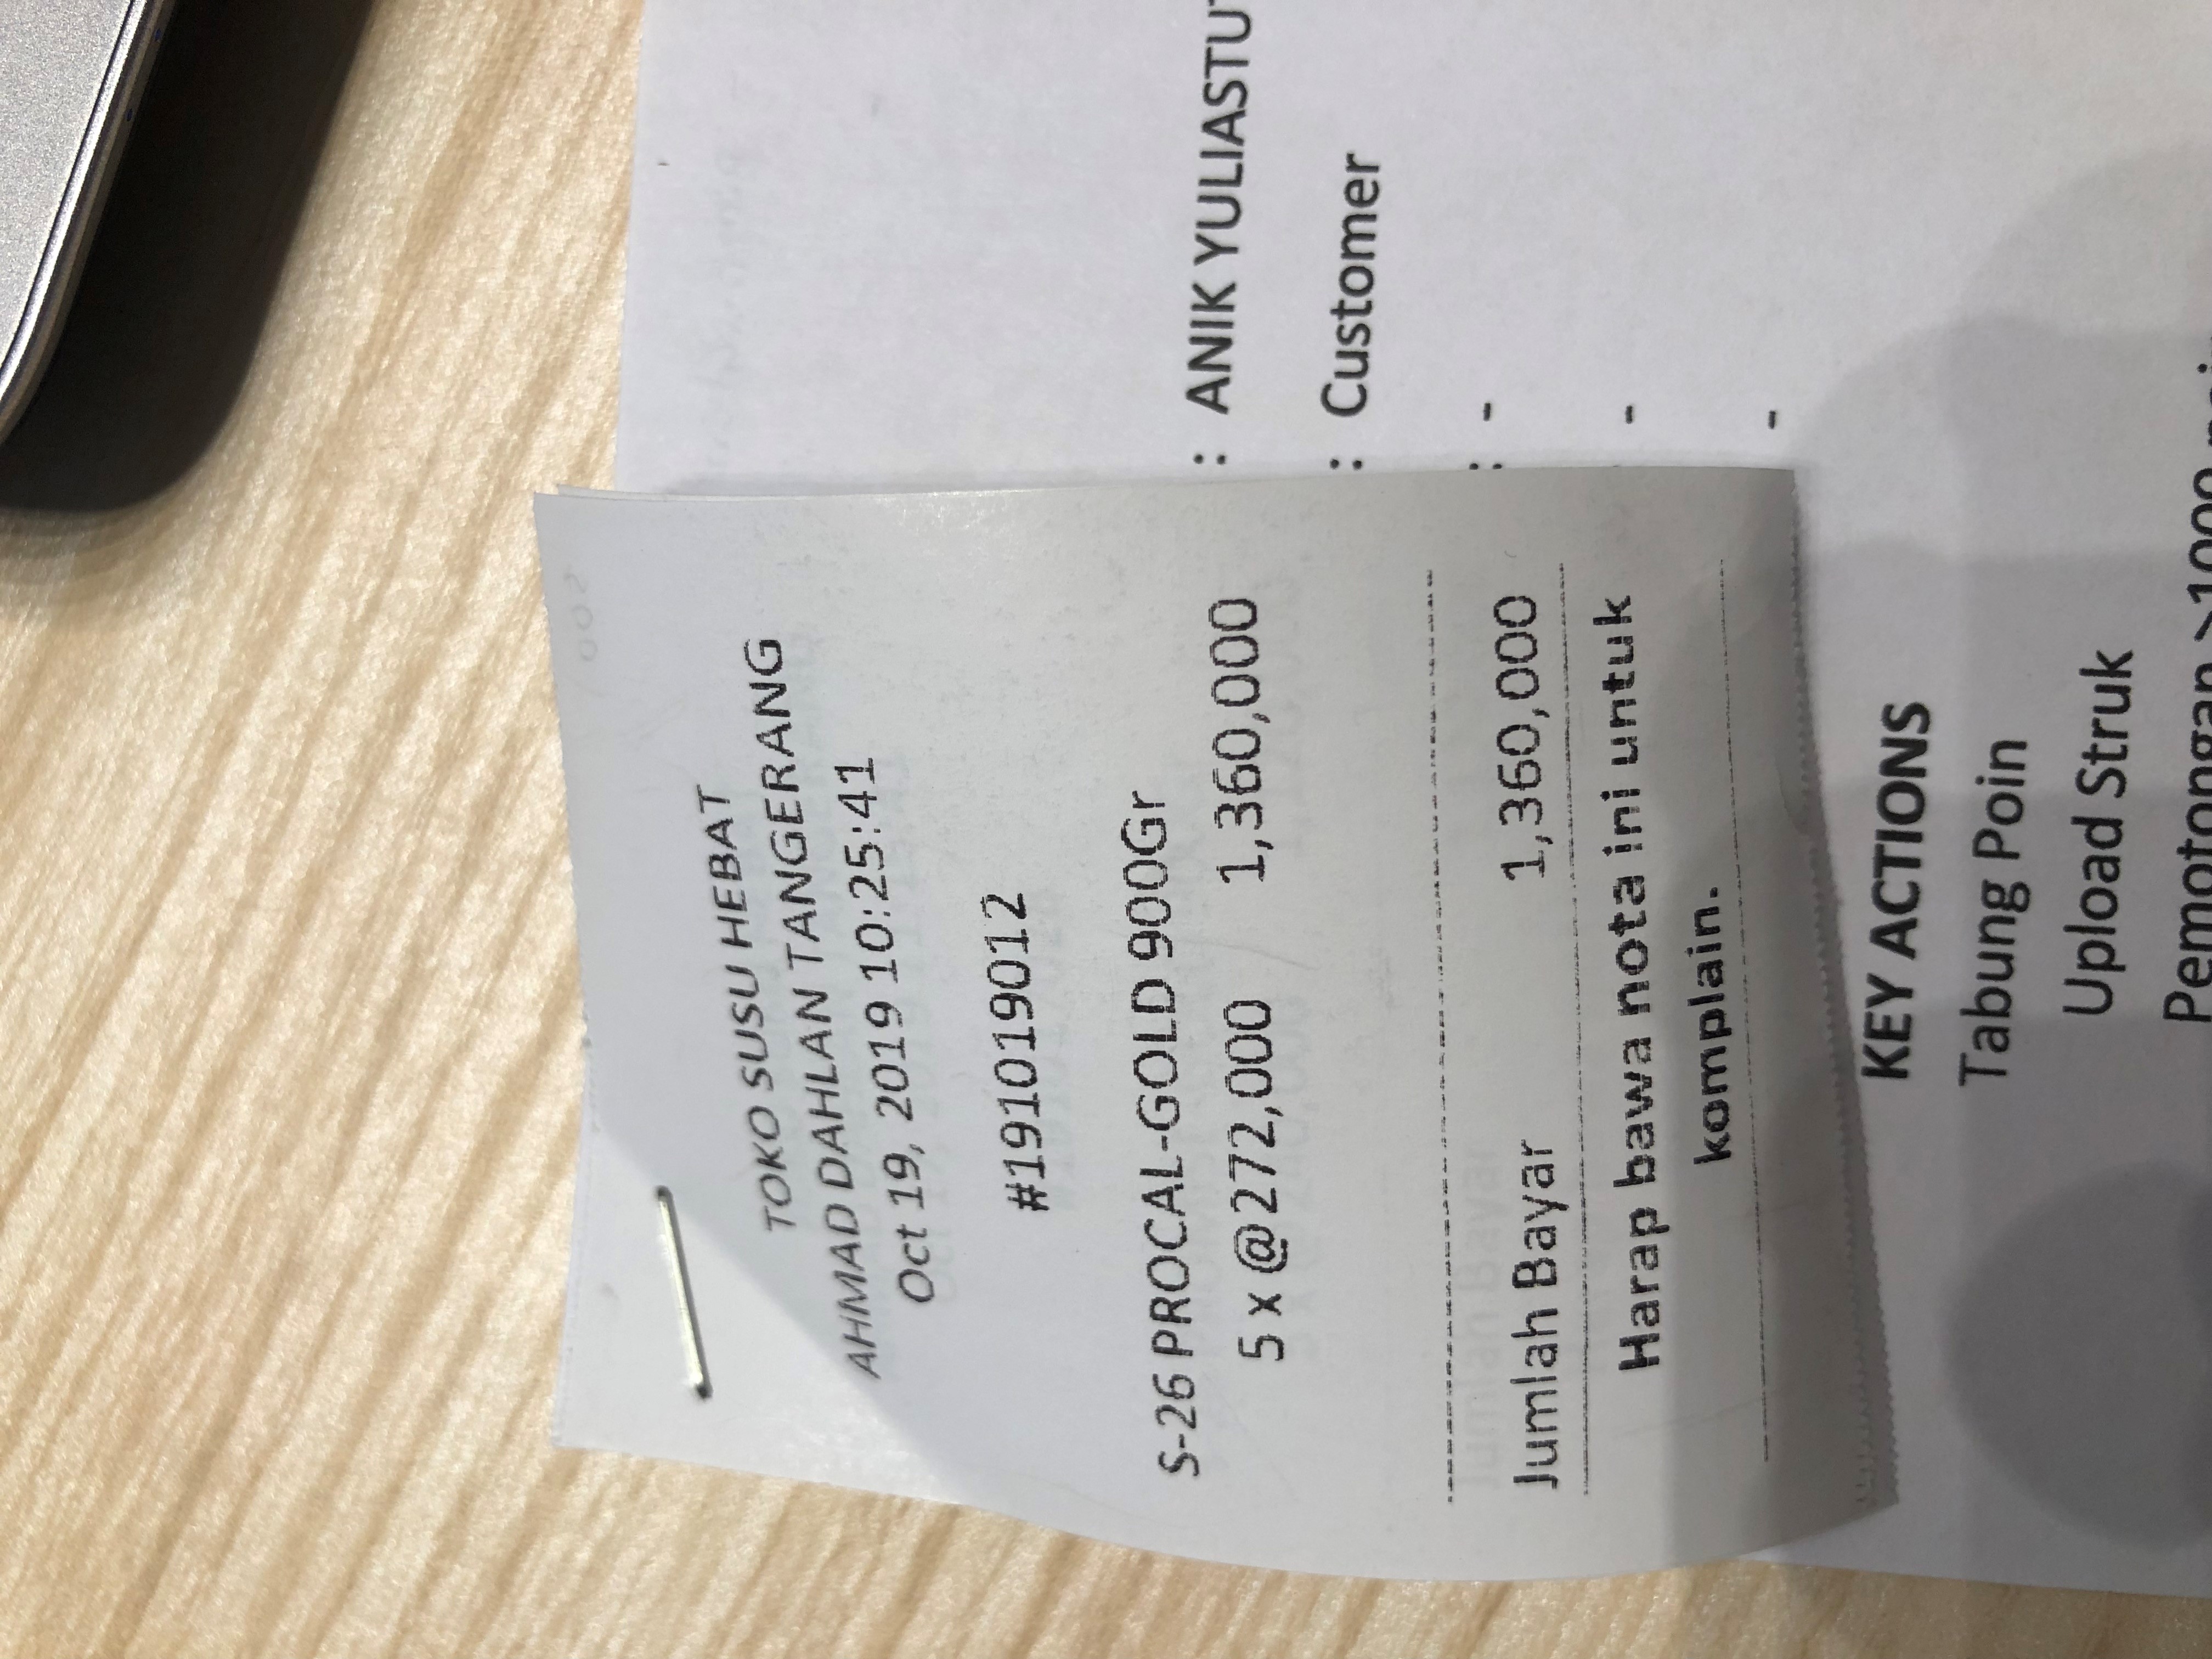 TOKO SUSU HEBAT
AHMAD DAHLAN TANGERANG
Oct 19, 2019 10:25:41
#191019012
S-26 PROCAL-GOLD 900Gr
5 x @272,000 1,360,000
Jumlah Bayar 1,360,000
Harap bawa nota ini untuk
komplain.
: ANIK YULIASTU
: Customer
: -
-
-
KEY ACTIONS
Tabung Poin
Upload Struk
Pemotongan >1000